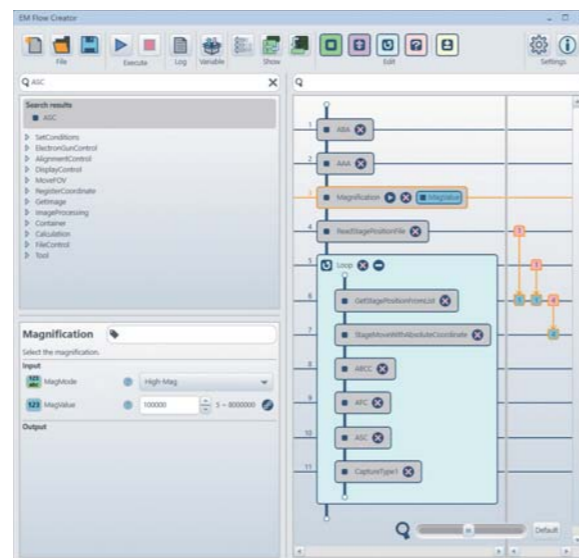 EM Flow Creator
File
Execute
Log
Variable
Show
Edit
Settings
ASC
Search results
ASC
SetConditions
ElectronGunControl
AlignmentControl
DisplayControl
MoveFOV
RegisterCoordinate
GetImage
ImageProcessing
Container
Calculation
FileControl
Tool
Magnification
Select the magnification.
Input
123 MagMode High-Mag
123 MagValue 100000 5 ~ 8000000
Output
1 ABA
2 AAA
3 Magnification MagValue
4 ReadStagePositionFile
5 Loop
6 GetStagePositionFromList
7 StageMoveWithAbsoluteCoordinate
8 ABCC
9 AFC
10 ASC
11 CaptureType1
Default